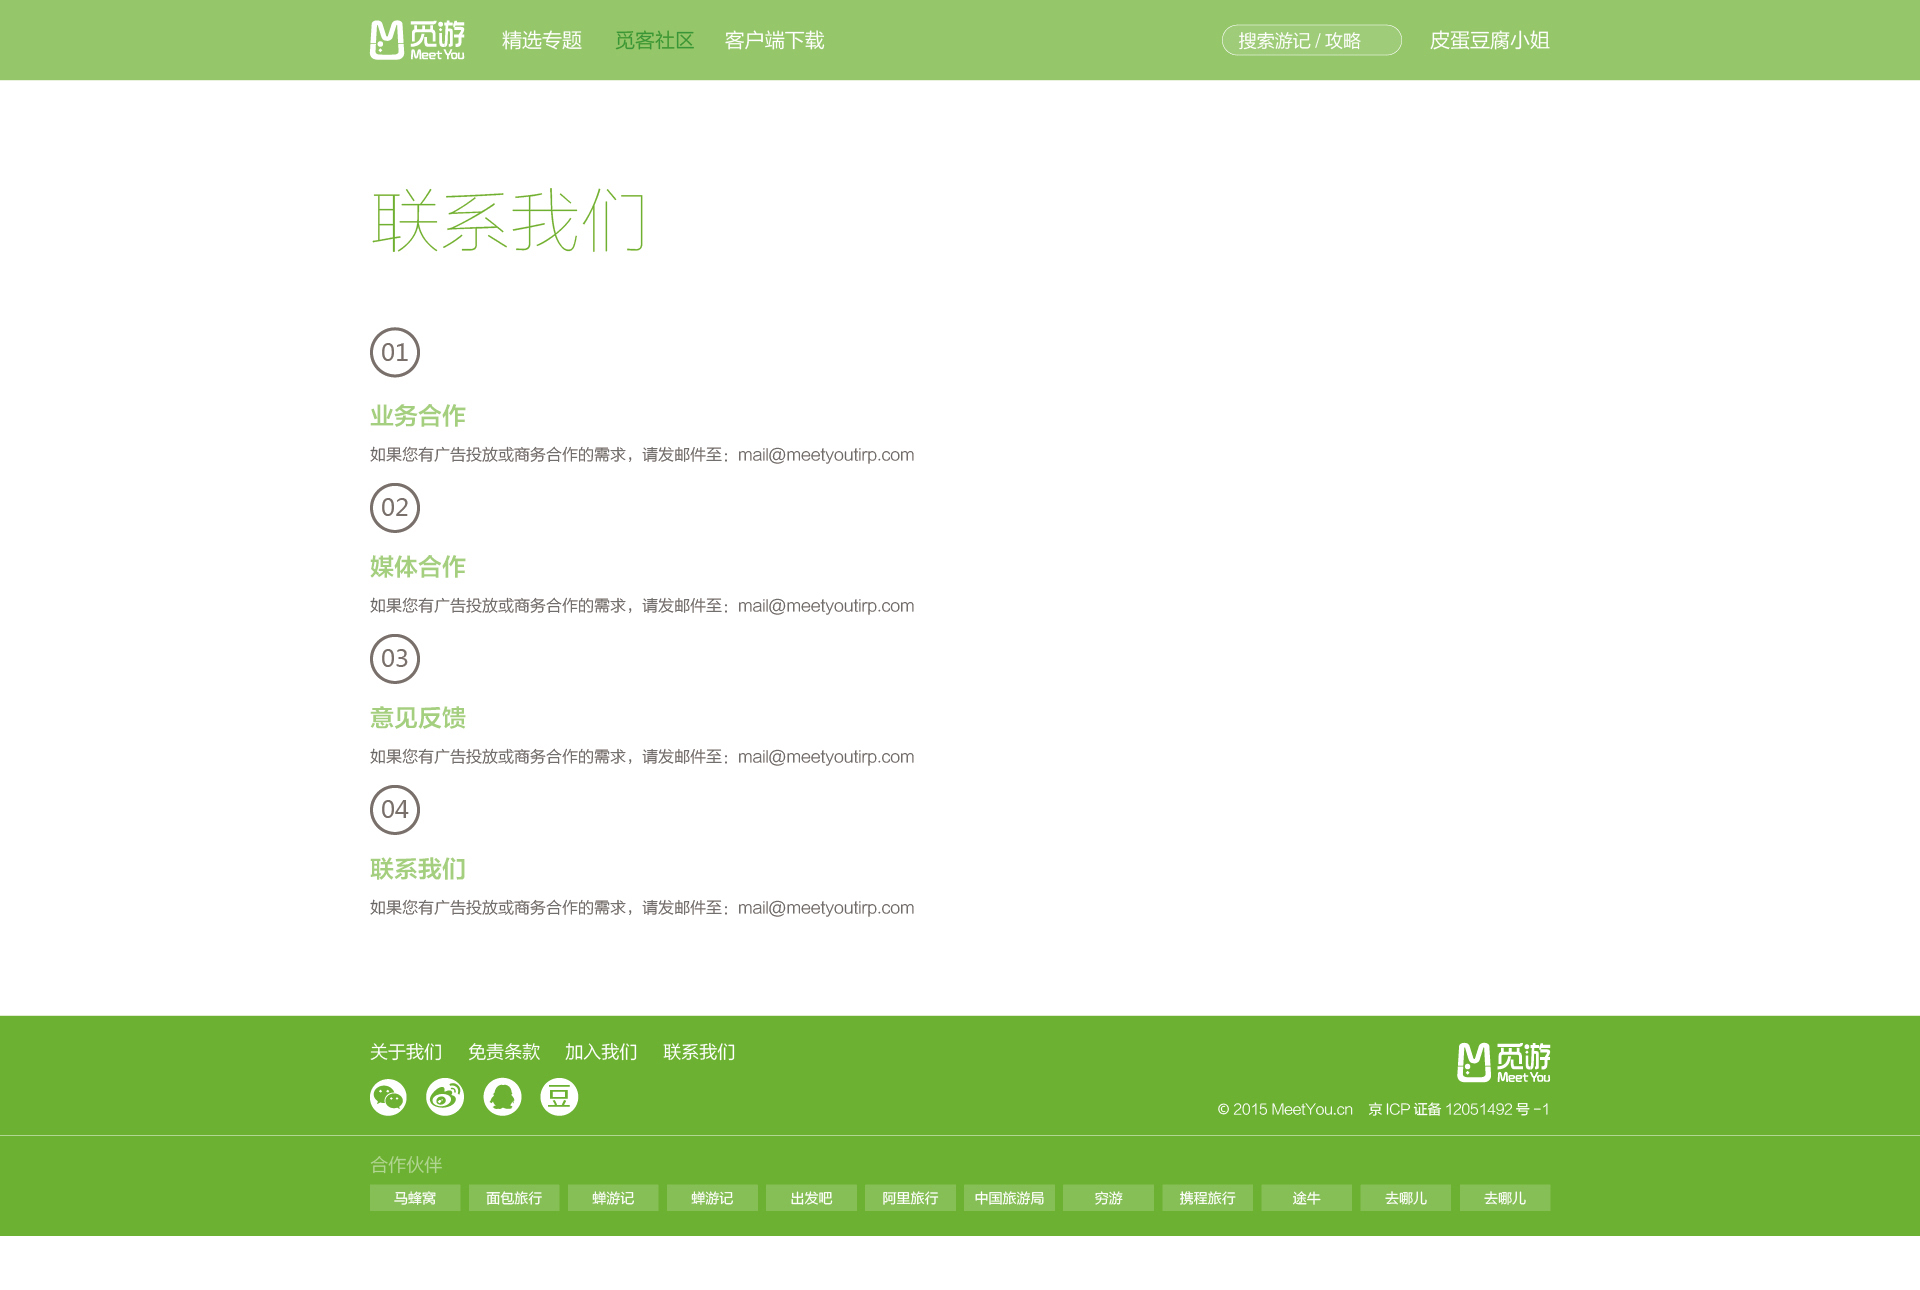 觅游 Meet You 精选专题 觅客社区 客户端下载 搜索游记 / 攻略 皮蛋豆腐小姐
联系我们
01
业务合作
如果您有广告投放或商务合作的需求，请发邮件至：mail@meetyoutirp.com
02
媒体合作
如果您有广告投放或商务合作的需求，请发邮件至：mail@meetyoutirp.com
03
意见反馈
如果您有广告投放或商务合作的需求，请发邮件至：mail@meetyoutirp.com
04
联系我们
如果您有广告投放或商务合作的需求，请发邮件至：mail@meetyoutirp.com
关于我们 免责条款 加入我们 联系我们
豆
觅游 Meet You
© 2015 MeetYou.cn 京 ICP 证备 12051492 号 -1
合作伙伴
马蜂窝 面包旅行 蝉游记 蝉游记 出发吧 阿里旅行 中国旅游局 穷游 携程旅行 途牛 去哪儿 去哪儿